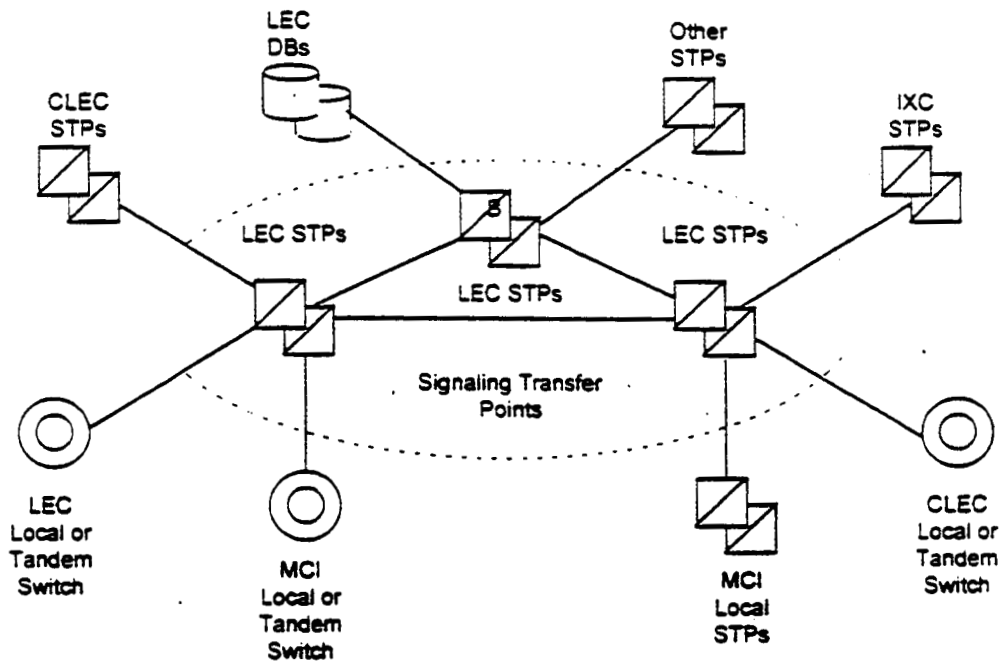 LEC
DBs
Other
STPs
CLEC
STPs
IXC
STPs
8
LEC STPs
LEC STPs
LEC STPs
Signaling Transfer
Points
LEC
Local or
Tandem
Switch
MCI
Local or
Tandem
Switch
MCI
Local
STPs
CLEC
Local or
Tandem
Switch